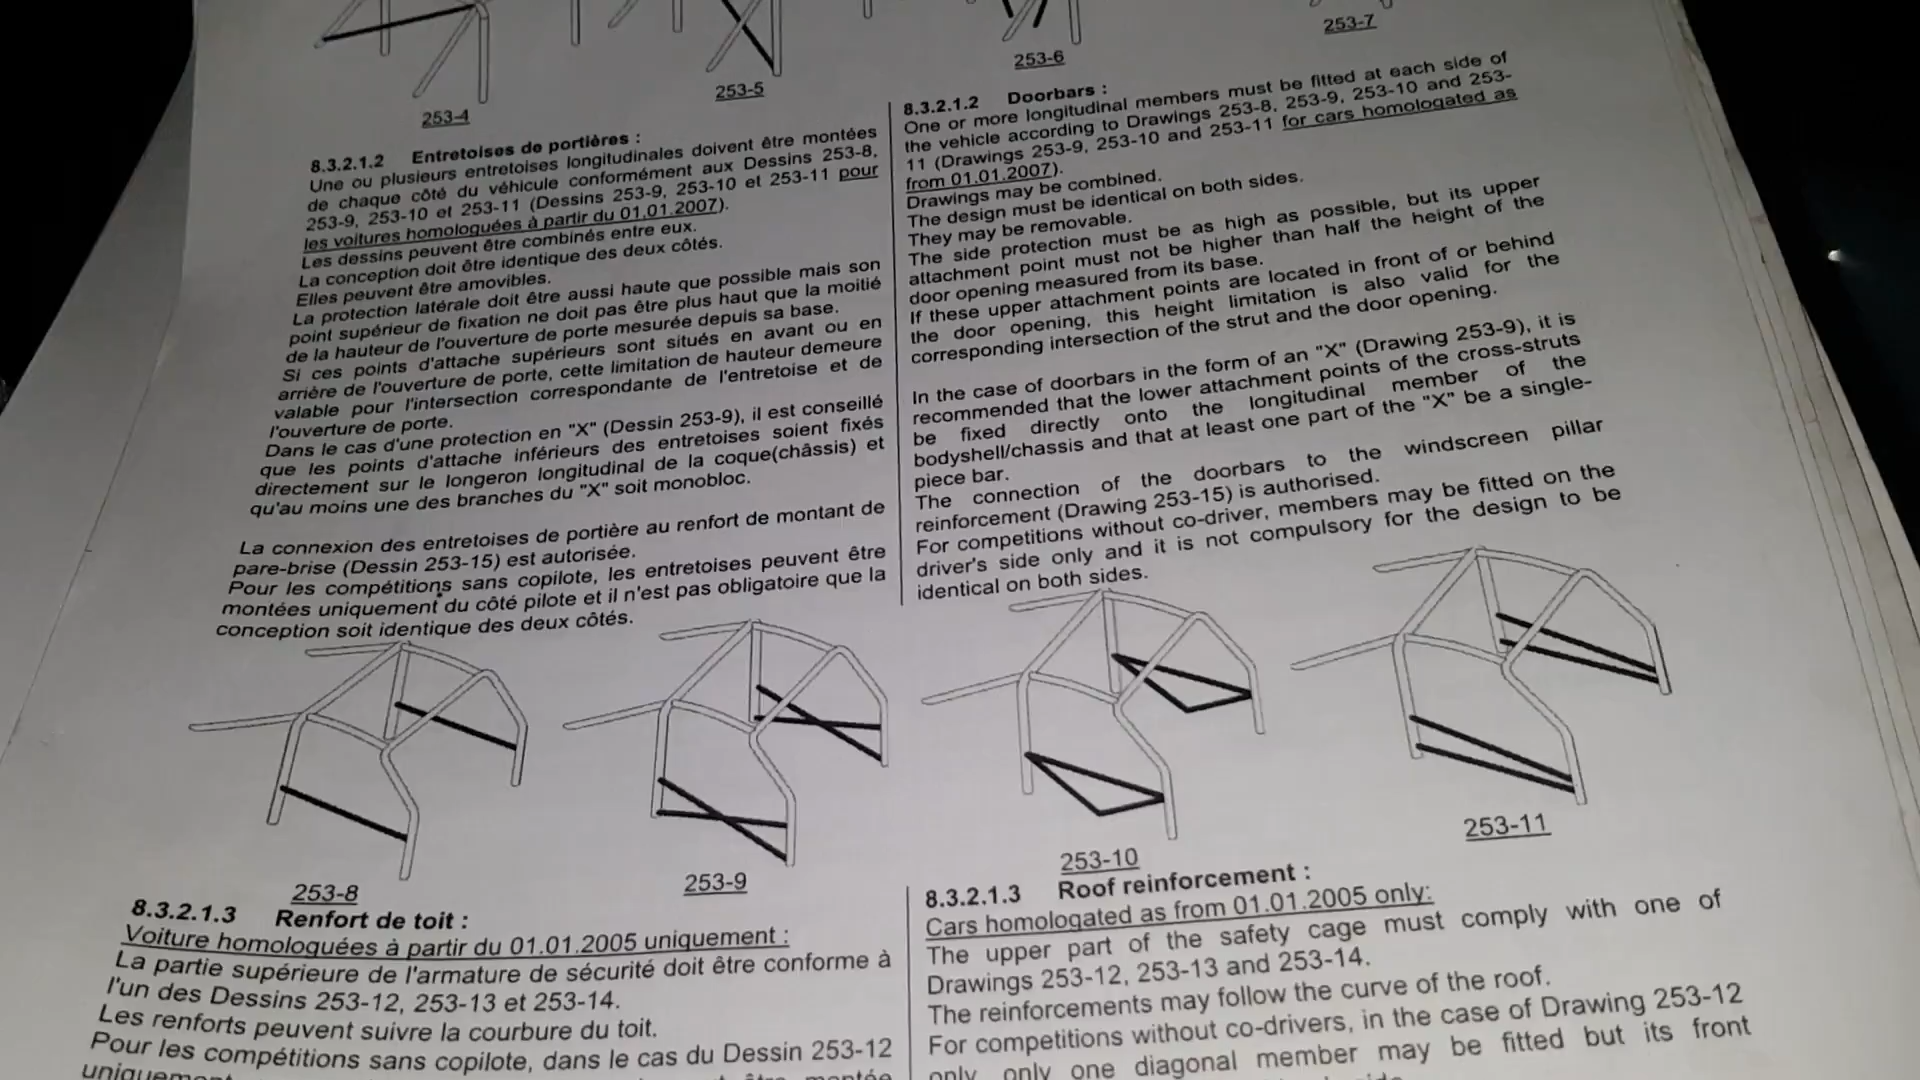 253-4
253-5
253-6
253-7
8.3.2.1.2 Entretoises de portières :
Une ou plusieurs entretoises longitudinales doivent être montées
de chaque côté du véhicule conformément aux Dessins 253-8,
253-9, 253-10 et 253-11 (Dessins 253-9, 253-10 et 253-11 pour
les voitures homologuées à partir du 01.01.2007).
Les dessins peuvent être combinés entre eux.
La conception doit être identique des deux côtés.
Elles peuvent être amovibles.
La protection latérale doit être aussi haute que possible mais son
point supérieur de fixation ne doit pas être plus haut que la moitié
de la hauteur de l'ouverture de porte mesurée depuis sa base.
Si ces points d'attache supérieurs sont situés en avant ou en
arrière de l'ouverture de porte, cette limitation de hauteur demeure
valable pour l'intersection correspondante de l'entretoise et de
l'ouverture de porte.
Dans le cas d'une protection en "X" (Dessin 253-9), il est conseillé
que les points d'attache inférieurs des entretoises soient fixés
directement sur le longeron longitudinal de la coque(châssis) et
qu'au moins une des branches du "X" soit monobloc.
La connexion des entretoises de portière au renfort de montant de
pare-brise (Dessin 253-15) est autorisée.
Pour les compétitions sans copilote, les entretoises peuvent être
montées uniquement du côté pilote et il n'est pas obligatoire que la
conception soit identique des deux côtés.
8.3.2.1.2 Doorbars :
One or more longitudinal members must be fitted at each side of
the vehicle according to Drawings 253-8, 253-9, 253-10 and 253-
11 (Drawings 253-9, 253-10 and 253-11 for cars homologated as
from 01.01.2007).
Drawings may be combined.
The design must be identical on both sides.
They may be removable.
The side protection must be as high as possible, but its upper
attachment point must not be higher than half the height of the
door opening measured from its base.
If these upper attachment points are located in front of or behind
the door opening, this height limitation is also valid for the
corresponding intersection of the strut and the door opening.
In the case of doorbars in the form of an "X" (Drawing 253-9), it is
recommended that the lower attachment points of the cross-struts
be fixed directly onto the longitudinal member of the
bodyshell/chassis and that at least one part of the "X" be a single-
piece bar.
The connection of the doorbars to the windscreen pillar
reinforcement (Drawing 253-15) is authorised.
For competitions without co-driver, members may be fitted on the
driver's side only and it is not compulsory for the design to be
identical on both sides.
253-8
253-9
253-10
253-11
8.3.2.1.3 Renfort de toit :
Voiture homologuées à partir du 01.01.2005 uniquement :
La partie supérieure de l'armature de sécurité doit être conforme à
l'un des Dessins 253-12, 253-13 et 253-14.
Les renforts peuvent suivre la courbure du toit.
Pour les compétitions sans copilote, dans le cas du Dessin 253-12
8.3.2.1.3 Roof reinforcement :
Cars homologated as from 01.01.2005 only:
The upper part of the safety cage must comply with one of
Drawings 253-12, 253-13 and 253-14.
The reinforcements may follow the curve of the roof.
For competitions without co-drivers, in the case of Drawing 253-12
only, only one diagonal member may be fitted but its front